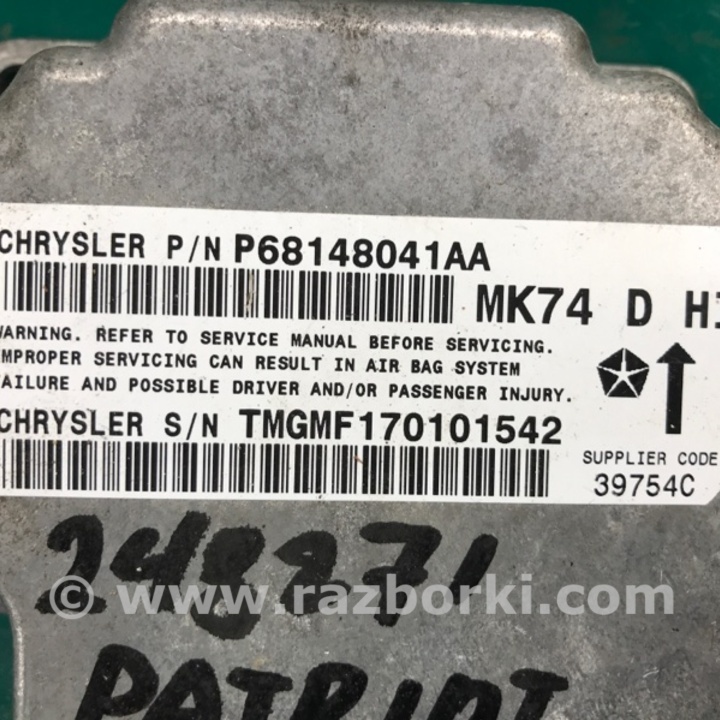 CHRYSLER P/N P68148041AA
MK74 D
WARNING. REFER TO SERVICE MANUAL BEFORE SERVICING.
IMPROPER SERVICING CAN RESULT IN AIR BAG SYSTEM
FAILURE AND POSSIBLE DRIVER AND/OR PASSENGER INJURY.
CHRYSLER S/N TMGMF170101542
SUPPLIER CODE
39754C
248271
© www.razborki.com
PATRIOT